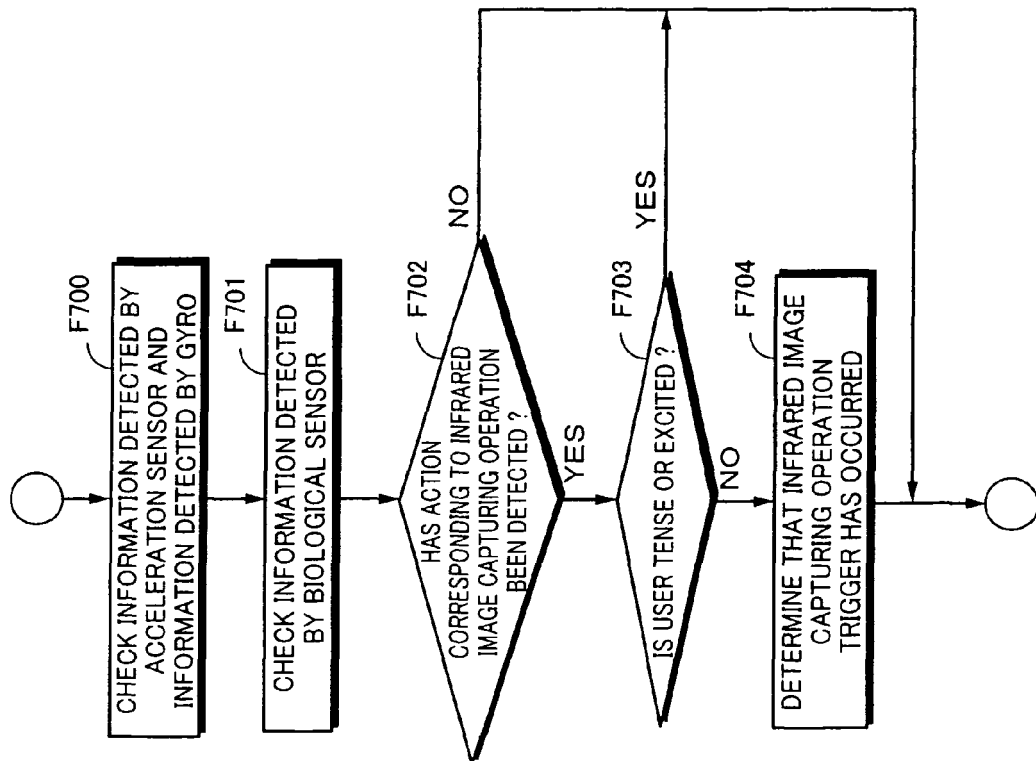 F700
CHECK INFORMATION DETECTED BY
ACCELERATION SENSOR AND
INFORMATION DETECTED BY GYRO
F701
CHECK INFORMATION DETECTED
BY BIOLOGICAL SENSOR
F702
HAS ACTION
CORRESPONDING TO INFRARED
IMAGE CAPTURING OPERATION
BEEN DETECTED ?
NO
YES
F703
IS USER TENSE OR EXCITED ?
YES
NO
F704
DETERMINE THAT INFRARED IMAGE
CAPTURING OPERATION
TRIGGER HAS OCCURRED